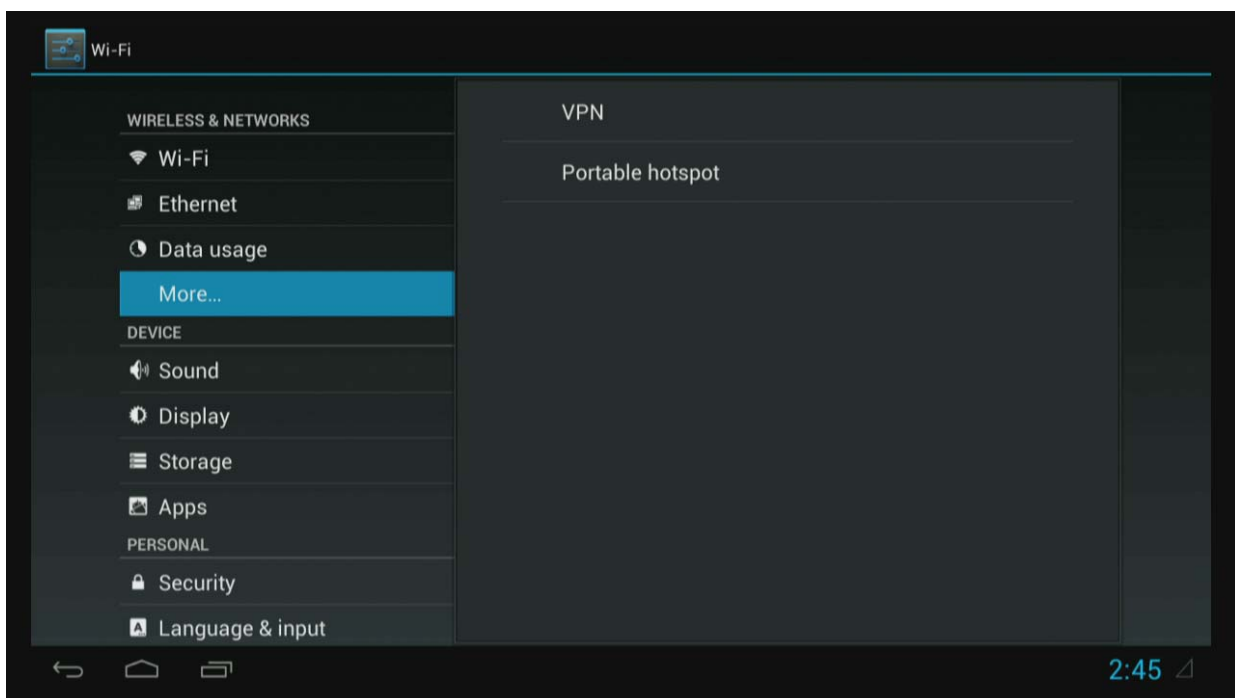 Wi-Fi
WIRELESS & NETWORKS
Wi-Fi
Ethernet
Data usage
More...
DEVICE
Sound
Display
Storage
Apps
PERSONAL
Security
Language & input
VPN
Portable hotspot
2:45